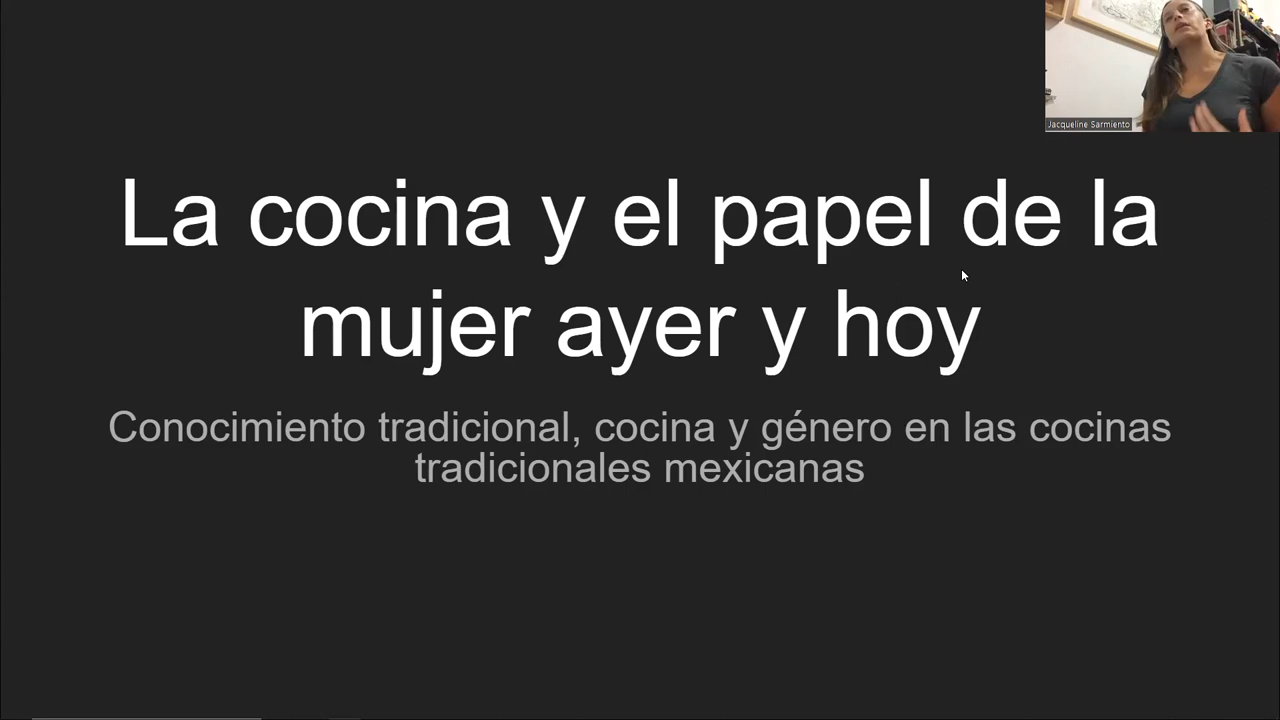 Jacqueline Sarmiento
La cocina y el papel de la
mujer ayer y hoy
Conocimiento tradicional, cocina y género en las cocinas
tradicionales mexicanas